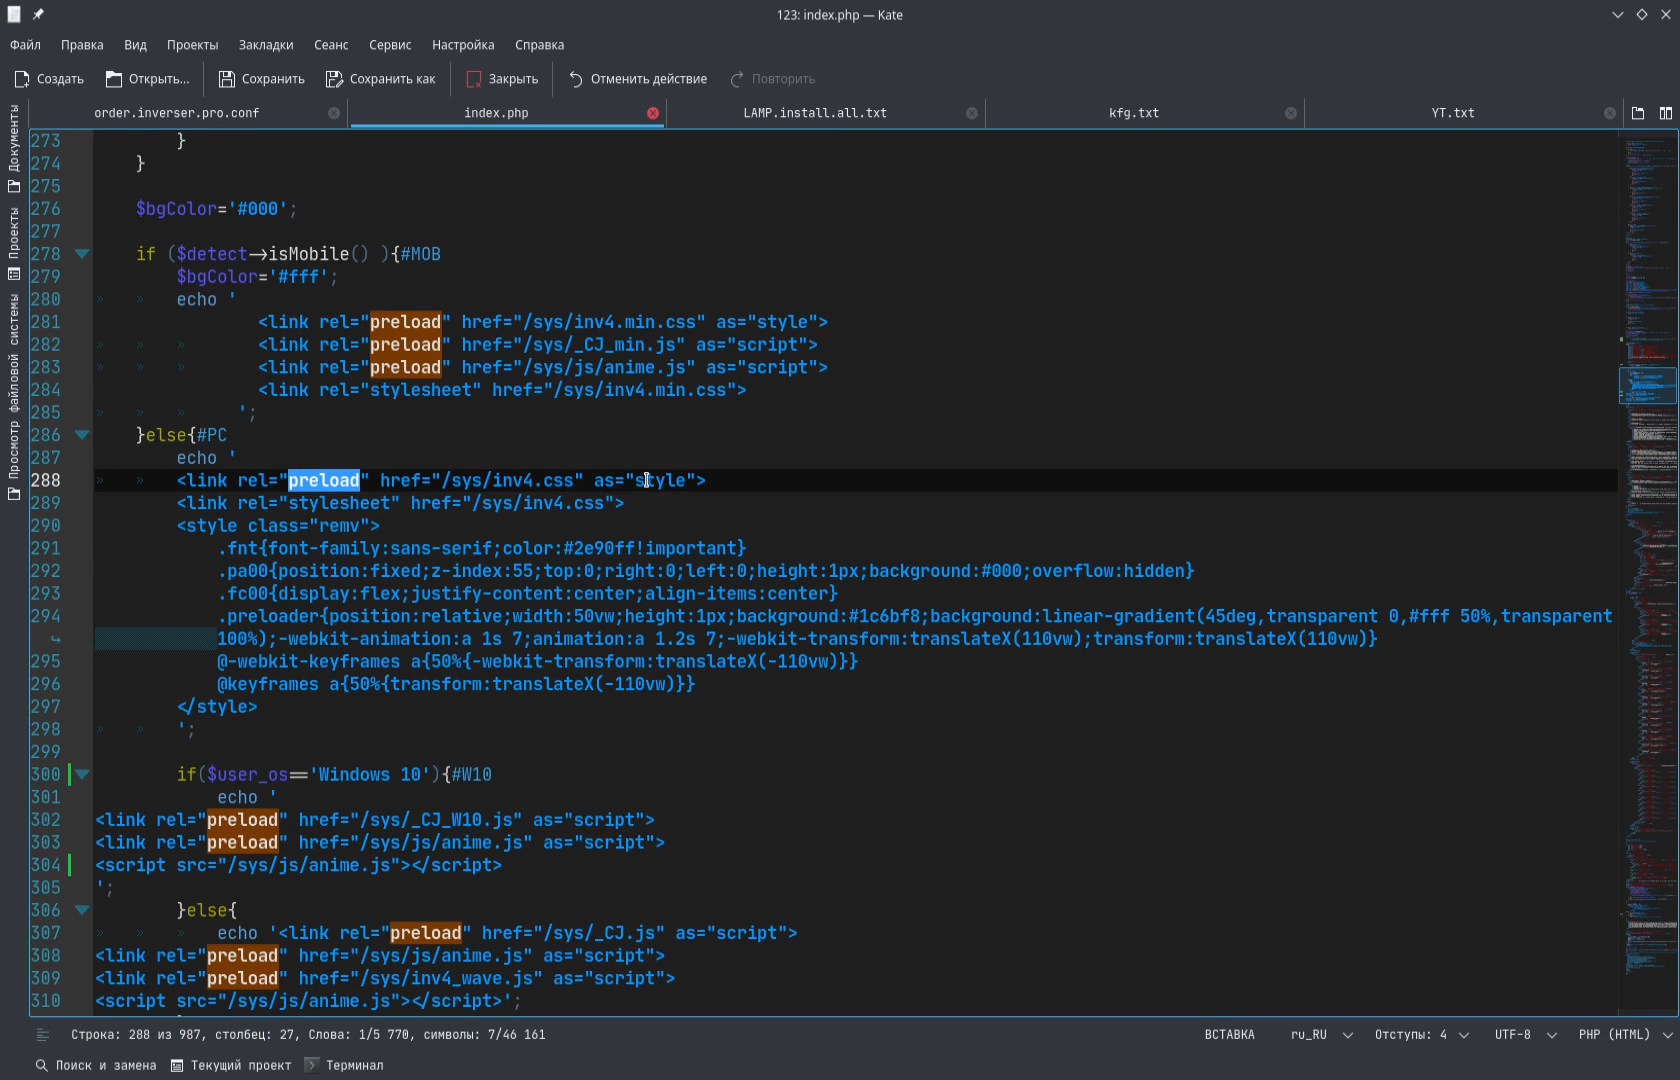 123: index.php — Kate
Файл Правка Вид Проекты Закладки Сеанс Сервис Настройка Справка
Создать Открыть... Сохранить Сохранить как Закрыть Отменить действие Повторить
order.inverser.pro.conf index.php LAMP.install.all.txt kfg.txt YT.txt
Документы
Проекты
Просмотр файловой системы
273 }
274 }
275
276 $bgColor='#000';
277
278 if ($detect->isMobile() ){#MOB
279 $bgColor='#fff';
280 echo '
281 <link rel="preload" href="/sys/inv4.min.css" as="style">
282 <link rel="preload" href="/sys/_CJ_min.js" as="script">
283 <link rel="preload" href="/sys/js/anime.js" as="script">
284 <link rel="stylesheet" href="/sys/inv4.min.css">
285 ';
286 }else{#PC
287 echo '
288 <link rel="preload" href="/sys/inv4.css" as="style">
289 <link rel="stylesheet" href="/sys/inv4.css">
290 <style class="remv">
291 .fnt{font-family:sans-serif;color:#2e90ff!important}
292 .pa00{position:fixed;z-index:55;top:0;right:0;left:0;height:1px;background:#000;overflow:hidden}
293 .fc00{display:flex;justify-content:center;align-items:center}
294 .preloader{position:relative;width:50vw;height:1px;background:#1c6bf8;background:linear-gradient(45deg,transparent 0,#fff 50%,transparent
100%);-webkit-animation:a 1s 7;animation:a 1.2s 7;-webkit-transform:translateX(110vw);transform:translateX(110vw)}
295 @-webkit-keyframes a{50%{-webkit-transform:translateX(-110vw)}}
296 @keyframes a{50%{transform:translateX(-110vw)}}
297 </style>
298 ';
299
300 if($user_os=='Windows 10'){#W10
301 echo '
302 <link rel="preload" href="/sys/_CJ_W10.js" as="script">
303 <link rel="preload" href="/sys/js/anime.js" as="script">
304 <script src="/sys/js/anime.js"></script>
305 ';
306 }else{
307 echo '<link rel="preload" href="/sys/_CJ.js" as="script">
308 <link rel="preload" href="/sys/js/anime.js" as="script">
309 <link rel="preload" href="/sys/inv4_wave.js" as="script">
310 <script src="/sys/js/anime.js"></script>';
Строка: 288 из 987, столбец: 27, Слова: 1/5 770, символы: 7/46 161 ВСТАВКА ru_RU Отступы: 4 UTF-8 PHP (HTML)
Поиск и замена Текущий проект Терминал